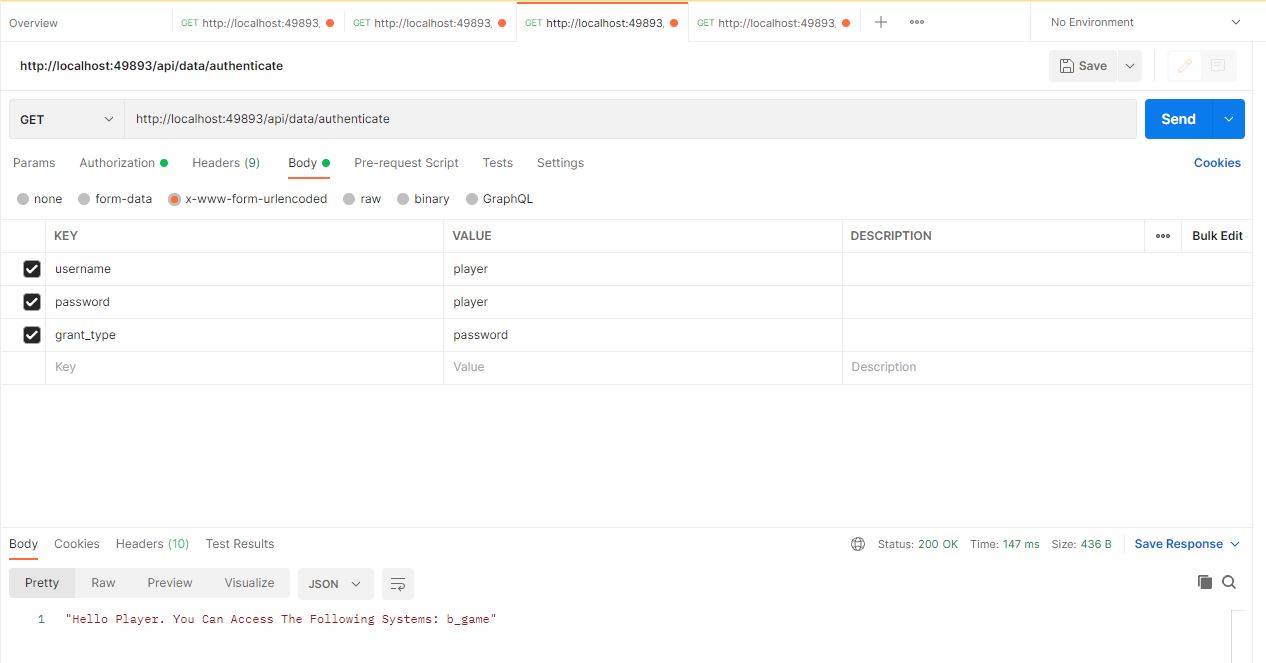 Overview GET http://localhost:49893, GET http://localhost:49893, GET http://localhost:49893, GET http://localhost:49893, No Environment
http://localhost:49893/api/data/authenticate Save
GET http://localhost:49893/api/data/authenticate Send
Params Authorization Headers (9) Body Pre-request Script Tests Settings Cookies
none form-data x-www-form-urlencoded raw binary GraphQL
KEY VALUE DESCRIPTION Bulk Edit
username player
password player
grant_type password
Key Value Description
Body Cookies Headers (10) Test Results Status: 200 OK Time: 147 ms Size: 436 B Save Response
Pretty Raw Preview Visualize JSON
1 "Hello Player. You Can Access The Following Systems: b_game"